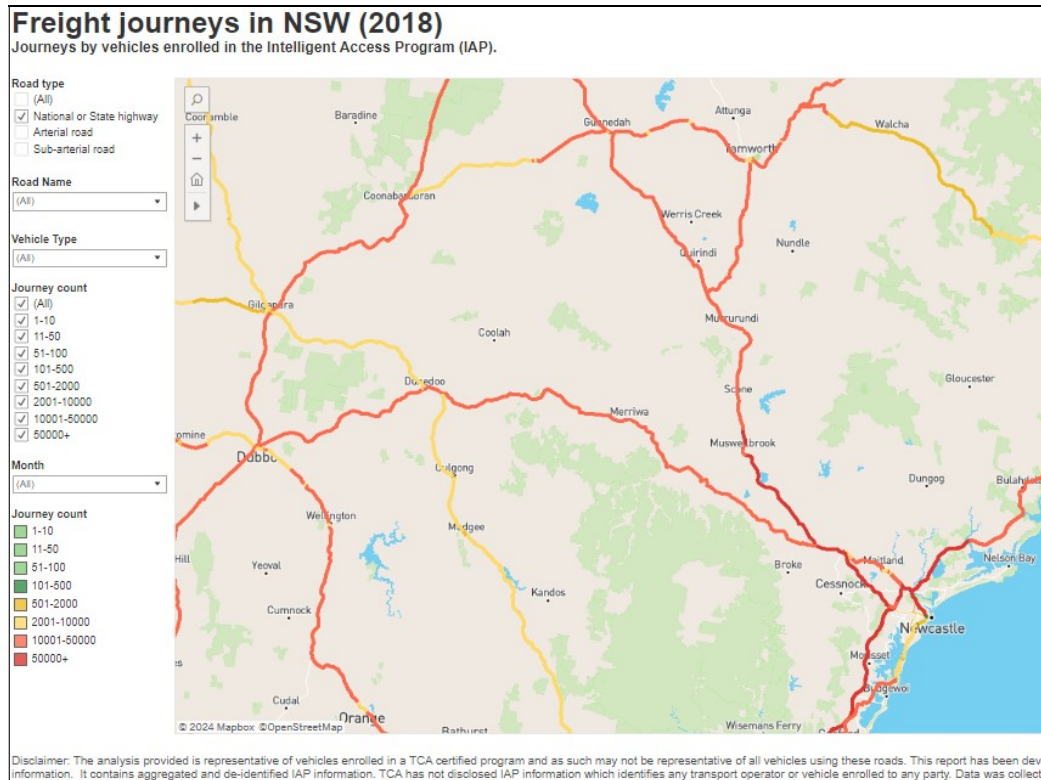 Freight journeys in NSW (2018)
Journeys by vehicles enrolled in the Intelligent Access Program (IAP).
Road type
(All)
National or State highway
Arterial road
Sub-arterial road
Road Name
(All)
Vehicle Type
(All)
Journey count
(All)
1-10
11-50
51-100
101-500
501-2000
2001-10000
10001-50000
50000+
Month
(All)
Journey count
1-10
11-50
51-100
101-500
501-2000
2001-10000
10001-50000
50000+
Baradine
Attunga
Gunnedah
Walcha
Tamworth
Werris Creek
Nundle
Quirindi
Murrurundi
Coolah
Scone
Gloucester
Merriwa
Muswellbrook
Dungog
Wellington
Mudgee
Hill
Yeoval
Broke
Maitland
Nelson Bay
Cessnock
Kandos
Cumnock
Newcastle
Morisset
Budgewoi
Cudal
Orange
Bathurst
Wisemans Ferry
© 2024 Mapbox ©OpenStreetMap
Disclaimer: The analysis provided is representative of vehicles enrolled in a TCA certified program and as such may not be representative of all vehicles using these roads. This report has been dev
information. It contains aggregated and de-identified IAP information. TCA has not disclosed IAP information which identifies any transport operator or vehicle enrolled to any party. Data was collect